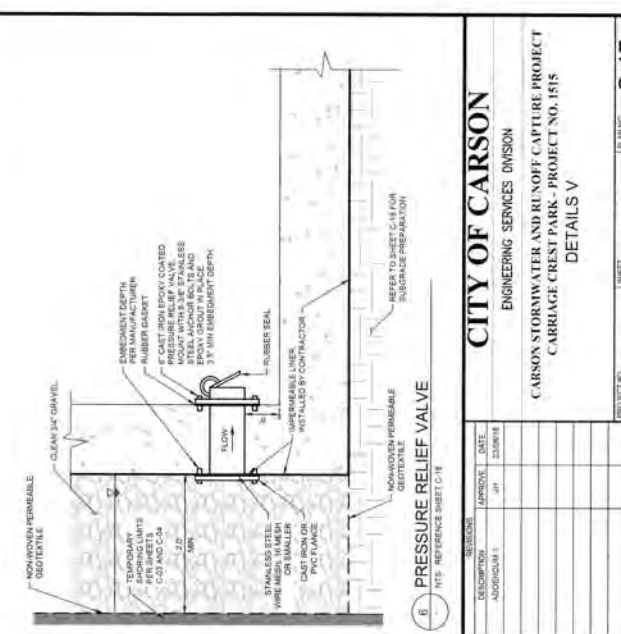 NON-WOVEN PERMEABLE
GEOTEXTILE
CLEAN 3/4" GRAVEL
TEMPORARY
SHORING LIMITS
PER SHEETS
C-03 AND C-04
2.0'
MIN
EMBEDMENT DEPTH
PER MANUFACTURER
RUBBER GASKET
6" CAST IRON EPOXY COATED
PRESSURE RELIEF VALVE.
MOUNT WITH 8-3/8" STAINLESS
STEEL ANCHOR BOLTS AND
EPOXY GROUT IN PLACE.
3.5" MIN EMBEDMENT DEPTH
FLOW
RUBBER SEAL
STAINLESS STEEL
WIRE MESH, 16 MESH
OR SMALLER
CAST IRON OR
PVC FLANGE
IMPERMEABLE LINER,
INSTALLED BY CONTRACTOR
NON-WOVEN PERMEABLE
GEOTEXTILE
REFER TO SHEET C-18 FOR
SUBGRADE PREPARATION
6 PRESSURE RELIEF VALVE
NTS REFERENCE SHEET C-18
REVISIONS
DESCRIPTION APPROVE DATE
ADDENDUM 1 JH
CITY OF CARSON
ENGINEERING SERVICES DIVISION
CARSON STORMWATER AND RUNOFF CAPTURE PROJECT
CARRIAGE CREST PARK - PROJECT NO. 1515
DETAILS V
PROJECT NO.
SHEET